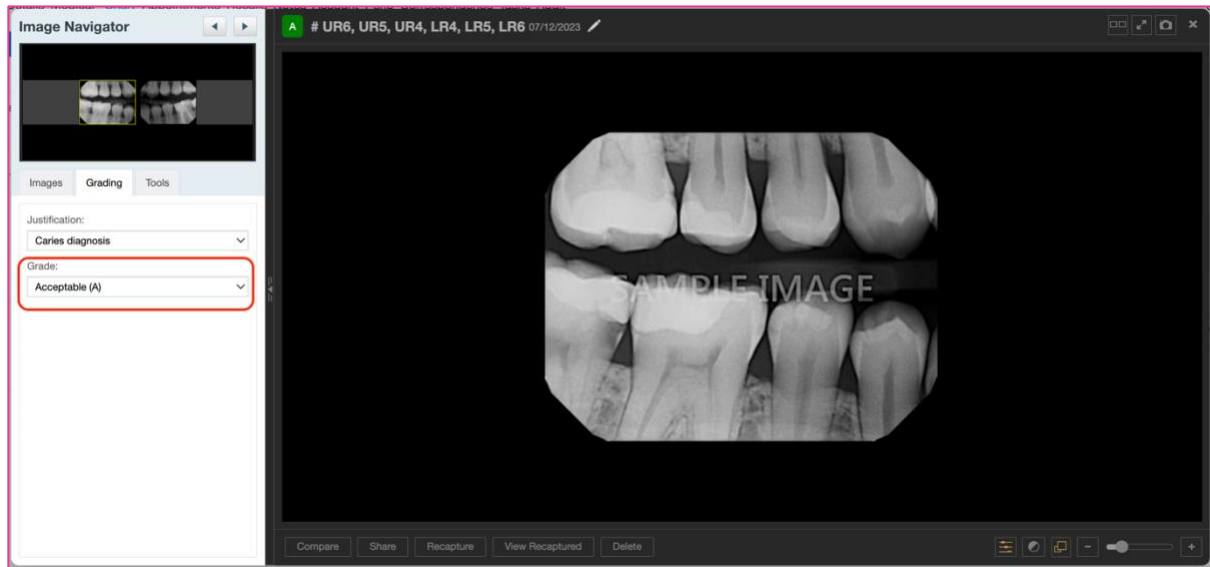 Image Navigator
A # UR6, UR5, UR4, LR4, LR5, LR6 07/12/2023
Images Grading Tools
Justification:
Caries diagnosis
Grade:
Acceptable (A)
SAMPLE IMAGE
Compare Share Recapture View Recaptured Delete